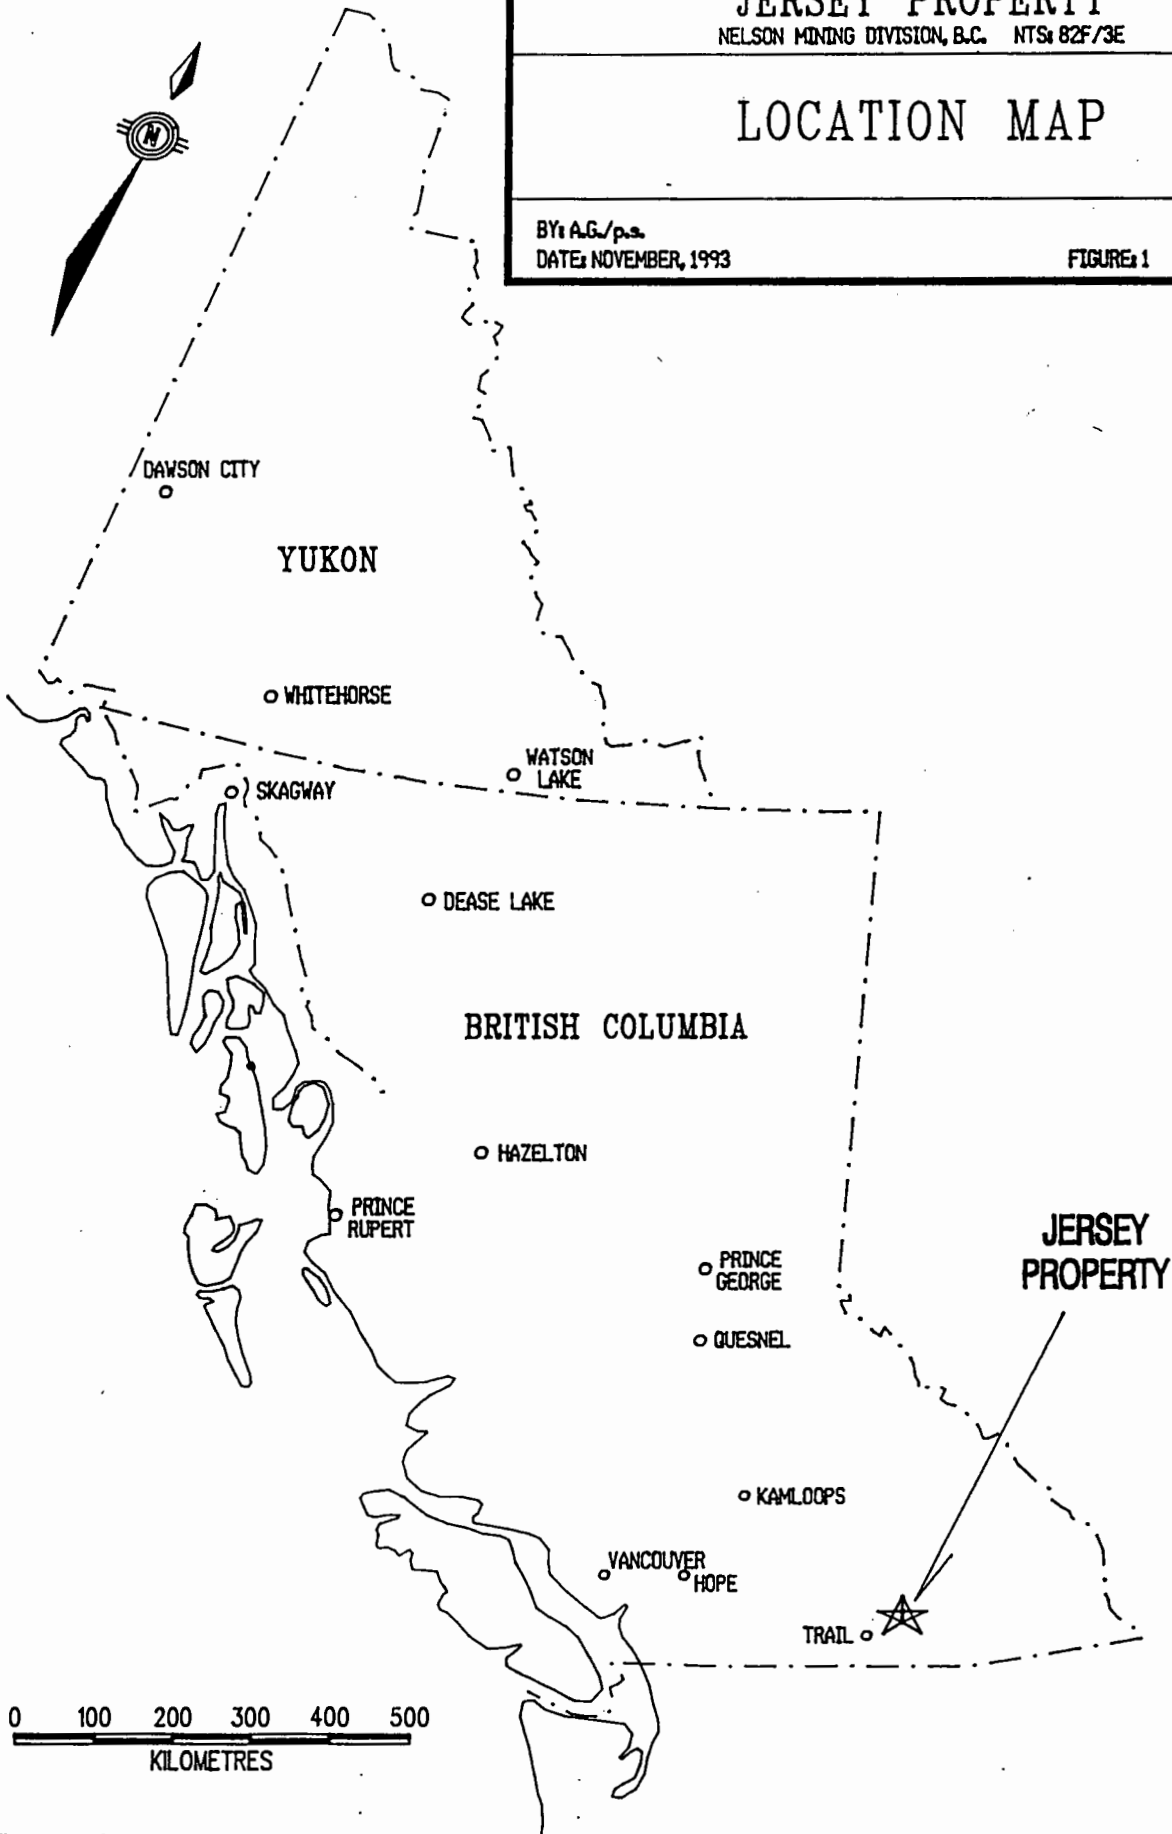 JERSEY PROPERTY
NELSON MINING DIVISION, B.C. NTS: 82F/3E
LOCATION MAP
BY: A.G./p.s.
DATE: NOVEMBER, 1993
FIGURE: 1
N
DAWSON CITY
YUKON
WHITEHORSE
WATSON
LAKE
SKAGWAY
DEASE LAKE
BRITISH COLUMBIA
HAZELTON
PRINCE
RUPERT
JERSEY
PROPERTY
PRINCE
GEORGE
QUESNEL
KAMLOOPS
VANCOUVER
HOPE
TRAIL
0 100 200 300 400 500
KILOMETRES